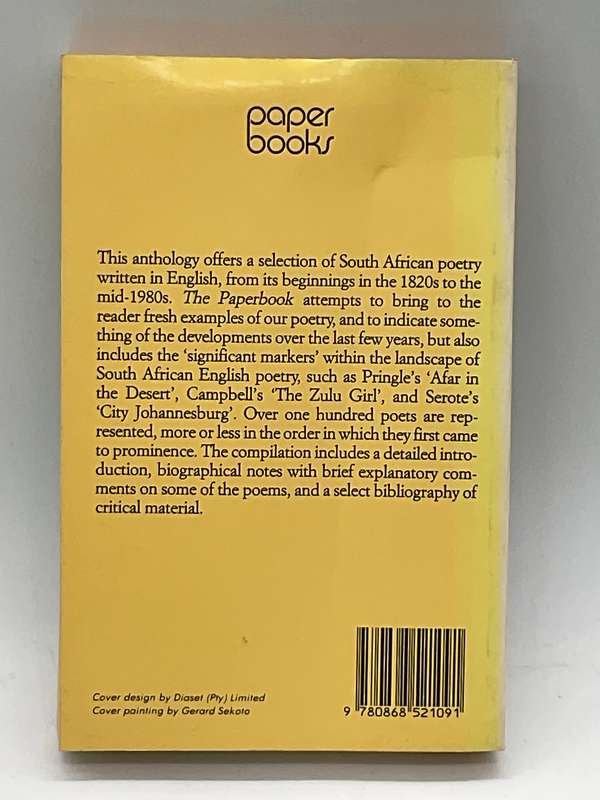 paper
books
This anthology offers a selection of South African poetry
written in English, from its beginnings in the 1820s to the
mid-1980s. The Paperbook attempts to bring to the
reader fresh examples of our poetry, and to indicate some-
thing of the developments over the last few years, but also
includes the ‘significant markers’ within the landscape of
South African English poetry, such as Pringle's ‘Afar in
the Desert’, Campbell's ‘The Zulu Girl’, and Serote's
‘City Johannesburg’. Over one hundred poets are rep-
resented, more or less in the order in which they first came
to prominence. The compilation includes a detailed intro-
duction, biographical notes with brief explanatory com-
ments on some of the poems, and a select bibliography of
critical material.
Cover design by Diaset (Pty) Limited
Cover painting by Gerard Sekoto
9 780868 521091